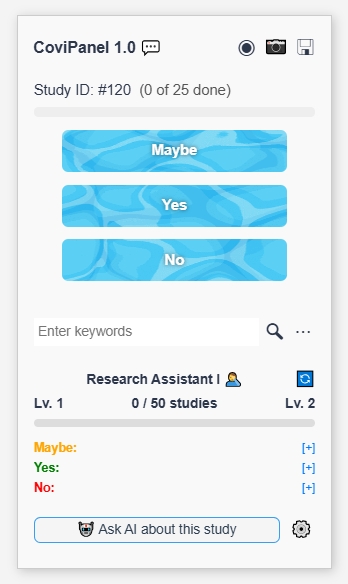 CoviPanel 1.0
Study ID: #120 (0 of 25 done)
Maybe
Yes
No
Enter keywords
...
Research Assistant I
Lv. 1 0 / 50 studies Lv. 2
Maybe: [+]
Yes: [+]
No: [+]
Ask AI about this study